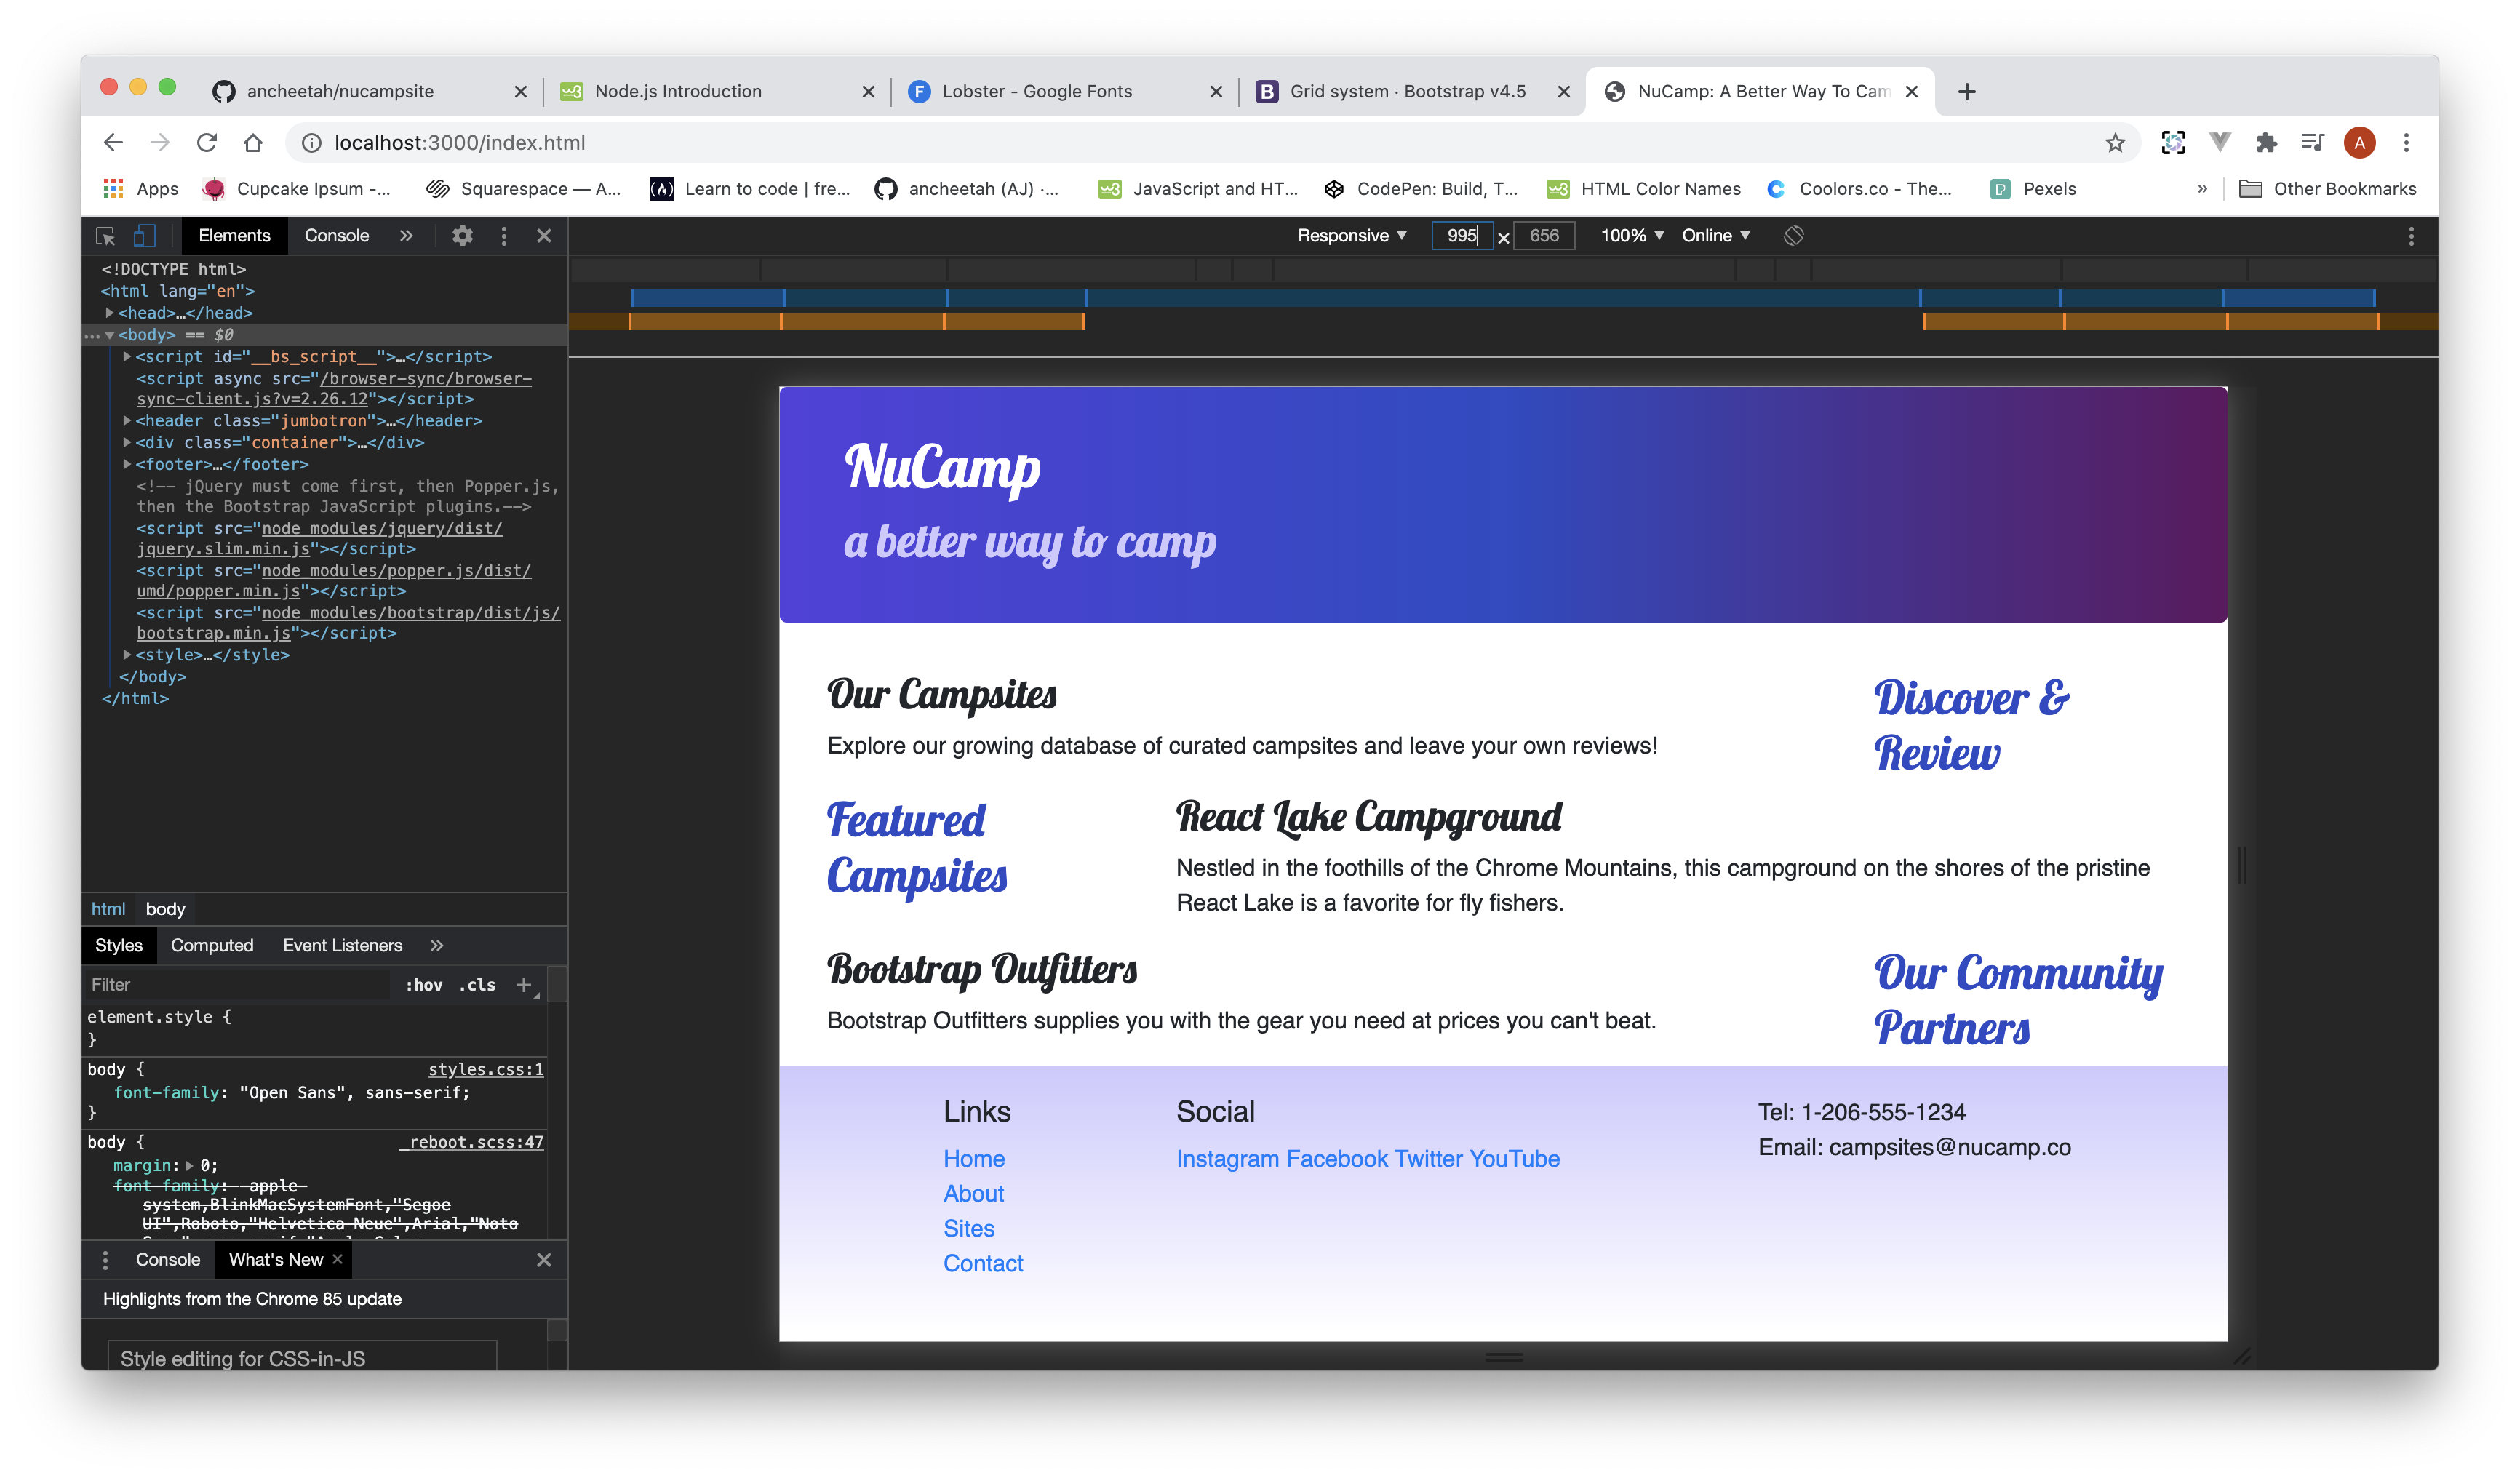 ancheetah/nucampsite
Node.js Introduction
Lobster - Google Fonts
Grid system · Bootstrap v4.5
NuCamp: A Better Way To Cam
localhost:3000/index.html
A
Apps
Cupcake Ipsum -...
Squarespace — A...
Learn to code | fre...
ancheetah (AJ) ·...
JavaScript and HT...
CodePen: Build, T...
HTML Color Names
Coolors.co - The...
Pexels
»
Other Bookmarks
Elements
Console
»
Responsive ▼
995 × 656
100% ▼
Online ▼
<!DOCTYPE html>
<html lang="en">
▶<head>…</head>
…▼<body> == $0
▶<script id="__bs_script__">…</script>
<script async src="/browser-sync/browser-
sync-client.js?v=2.26.12"></script>
▶<header class="jumbotron">…</header>
▶<div class="container">…</div>
▶<footer>…</footer>
<!-- jQuery must come first, then Popper.js,
then the Bootstrap JavaScript plugins.-->
<script src="node_modules/jquery/dist/
jquery.slim.min.js"></script>
<script src="node_modules/popper.js/dist/
umd/popper.min.js"></script>
<script src="node_modules/bootstrap/dist/js/
bootstrap.min.js"></script>
▶<style>…</style>
</body>
</html>
html body
Styles
Computed
Event Listeners
»
Filter
:hov .cls +
element.style {
}
body { styles.css:1
font-family: "Open Sans", sans-serif;
}
body { _reboot.scss:47
margin: ▶ 0;
font-family: -apple-
system,BlinkMacSystemFont,"Segoe
UI",Roboto,"Helvetica Neue",Arial,"Noto
Console
What's New
Highlights from the Chrome 85 update
Style editing for CSS-in-JS
NuCamp
a better way to camp
Our Campsites
Explore our growing database of curated campsites and leave your own reviews!
Discover &
Review
Featured
Campsites
React Lake Campground
Nestled in the foothills of the Chrome Mountains, this campground on the shores of the pristine
React Lake is a favorite for fly fishers.
Bootstrap Outfitters
Bootstrap Outfitters supplies you with the gear you need at prices you can't beat.
Our Community
Partners
Links
Home
About
Sites
Contact
Social
Instagram Facebook Twitter YouTube
Tel: 1-206-555-1234
Email: campsites@nucamp.co